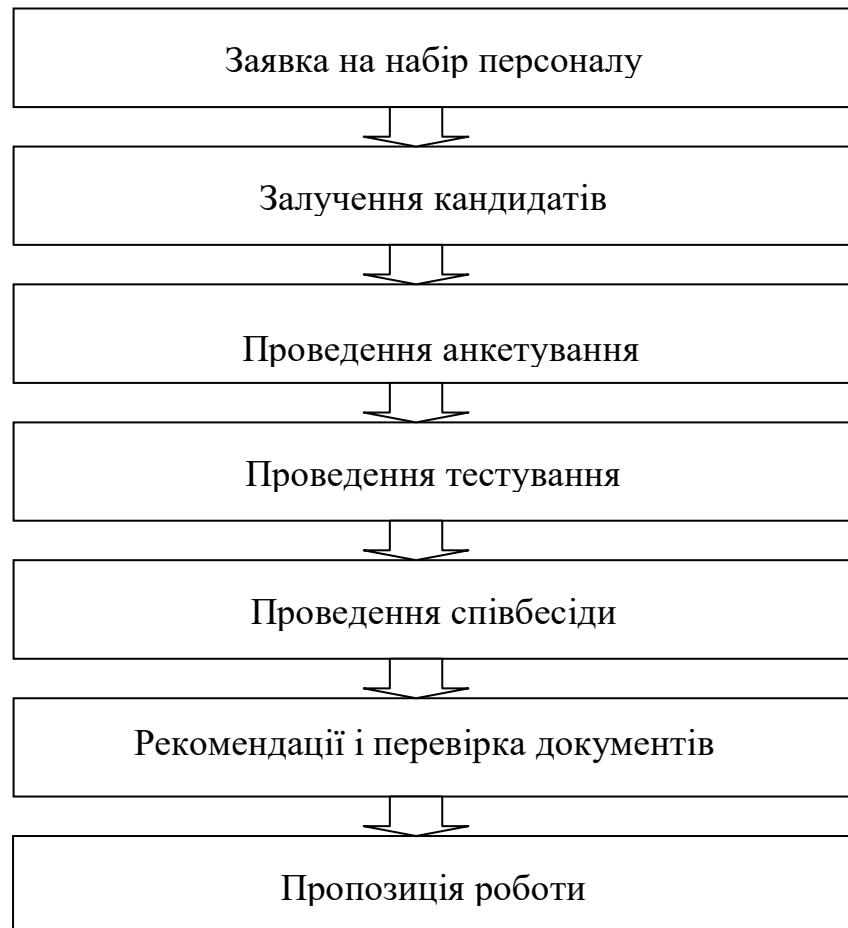 Заявка на набір персоналу
Залучення кандидатів
Проведення анкетування
Проведення тестування
Проведення співбесіди
Рекомендації і перевірка документів
Пропозиція роботи